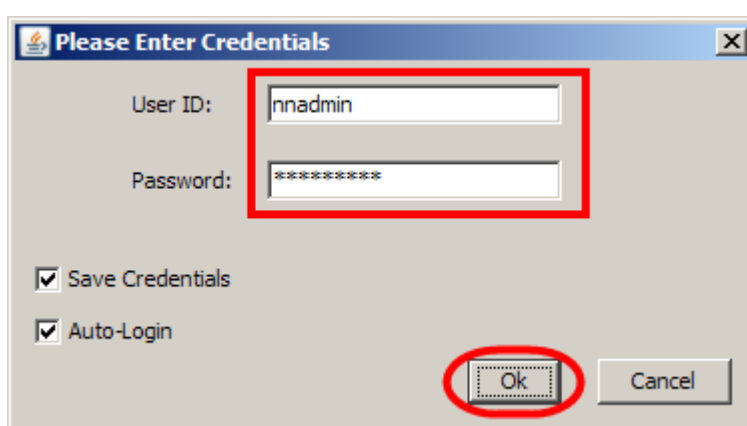 Please Enter Credentials
User ID: nnadmin
Password: *********
Save Credentials
Auto-Login
Ok Cancel